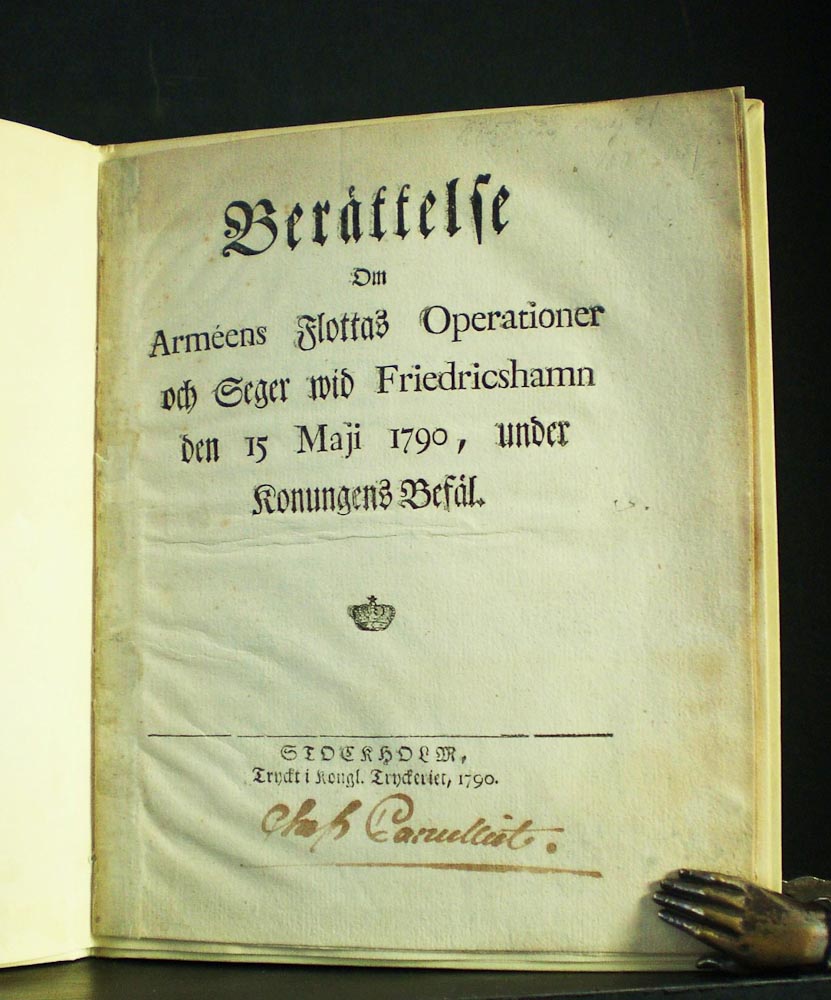 Berättelse
Om
Arméens Flottas Operationer
och Seger wid Friedricshamn
den 15 Maji 1790, under
Konungens Befäl.
STOCKHOLM,
Tryckt i Kongl. Tryckeriet, 1790.